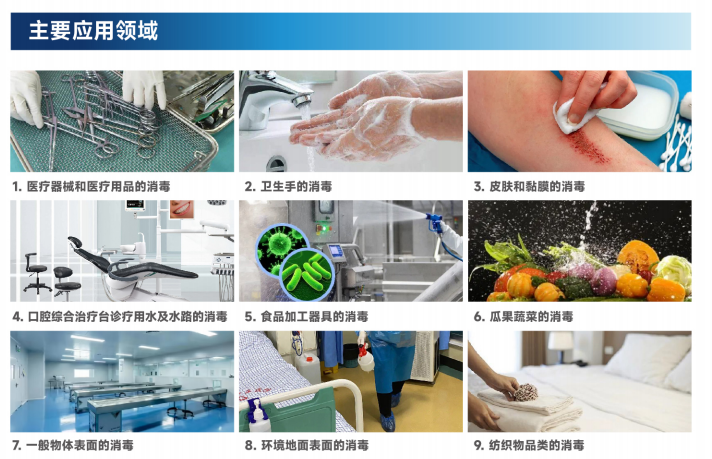 主要应用领域
1. 医疗器械和医疗用品的消毒
2. 卫生手的消毒
3. 皮肤和黏膜的消毒
4. 口腔综合治疗台诊疗用水及水路的消毒
5. 食品加工器具的消毒
6. 瓜果蔬菜的消毒
7. 一般物体表面的消毒
8. 环境地面表面的消毒
9. 纺织物品类的消毒